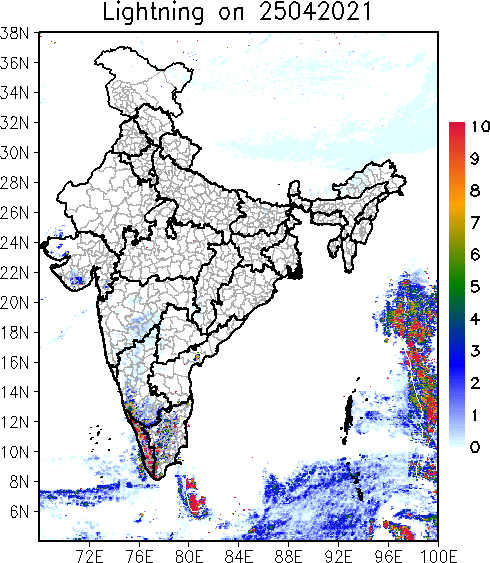 Lightning on 25042021
38N
36N
34N
32N
30N
28N
26N
24N
22N
20N
18N
16N
14N
12N
10N
8N
6N
72E 76E 80E 84E 88E 92E 96E 100E
10
9
8
7
6
5
4
3
2
1
0